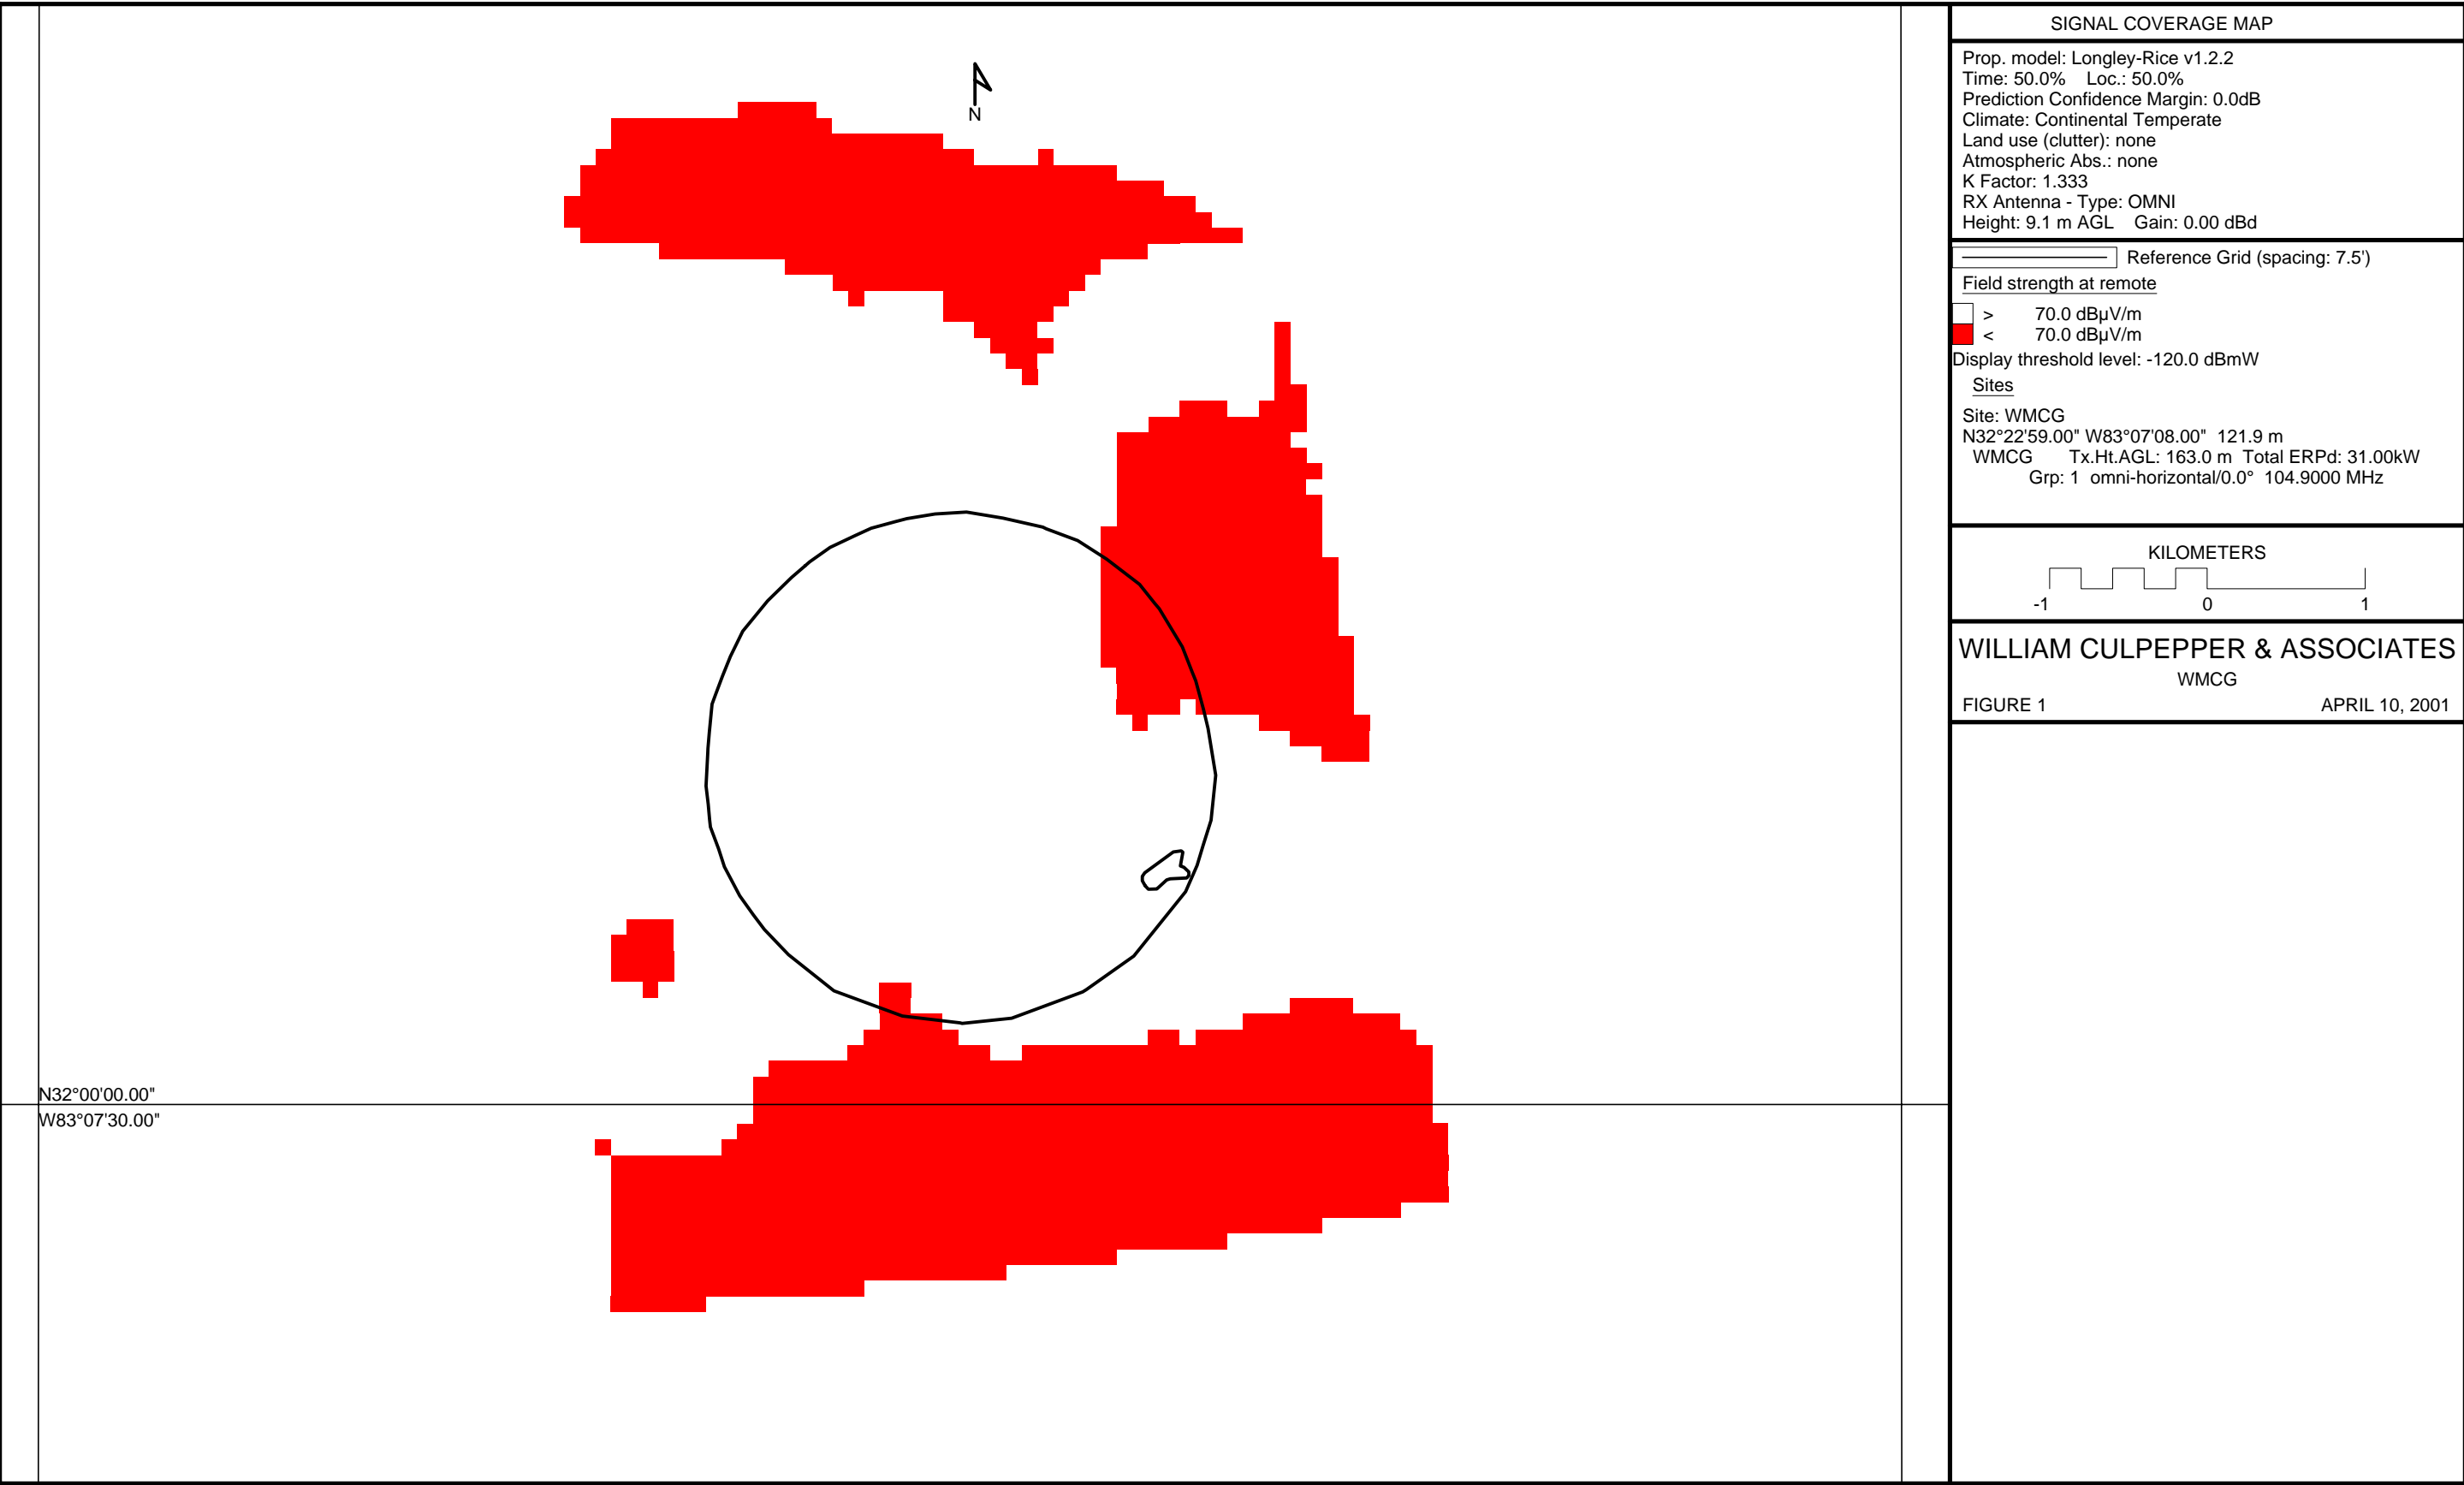 N
N32°00'00.00"
W83°07'30.00"
SIGNAL COVERAGE MAP
Prop. model: Longley-Rice v1.2.2
Time: 50.0% Loc.: 50.0%
Prediction Confidence Margin: 0.0dB
Climate: Continental Temperate
Land use (clutter): none
Atmospheric Abs.: none
K Factor: 1.333
RX Antenna - Type: OMNI
Height: 9.1 m AGL Gain: 0.00 dBd
Reference Grid (spacing: 7.5')
Field strength at remote
> 70.0 dBµV/m
< 70.0 dBµV/m
Display threshold level: -120.0 dBmW
Sites
Site: WMCG
N32°22'59.00" W83°07'08.00" 121.9 m
WMCG Tx.Ht.AGL: 163.0 m Total ERPd: 31.00kW
Grp: 1 omni-horizontal/0.0° 104.9000 MHz
KILOMETERS
-1 0 1
WILLIAM CULPEPPER & ASSOCIATES
WMCG
FIGURE 1 APRIL 10, 2001